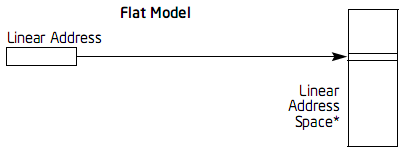 Flat Model
Linear Address
Linear
Address
Space*